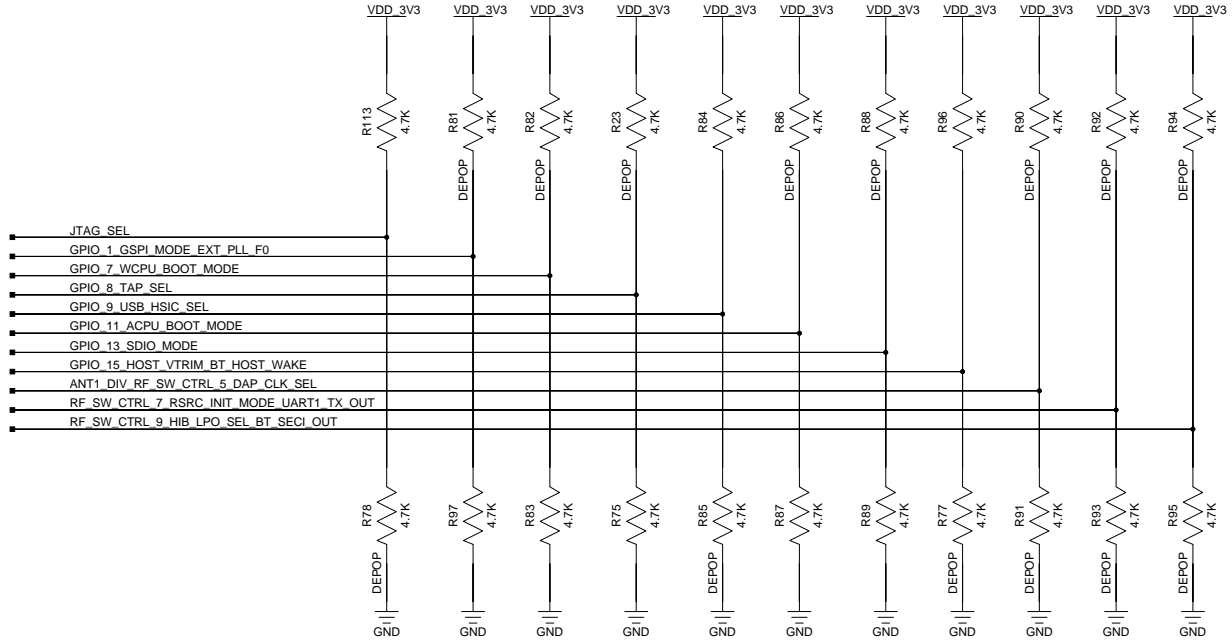 VDD_3V3 VDD_3V3 VDD_3V3 VDD_3V3 VDD_3V3 VDD_3V3 VDD_3V3 VDD_3V3 VDD_3V3 VDD_3V3 VDD_3V3
R113 4.7K R81 4.7K R82 4.7K R23 4.7K R84 4.7K R86 4.7K R88 4.7K R96 4.7K R90 4.7K R92 4.7K R94 4.7K
DEPOP DEPOP DEPOP DEPOP DEPOP DEPOP DEPOP DEPOP
JTAG_SEL
GPIO_1_GSPI_MODE_EXT_PLL_F0
GPIO_7_WCPU_BOOT_MODE
GPIO_8_TAP_SEL
GPIO_9_USB_HSIC_SEL
GPIO_11_ACPU_BOOT_MODE
GPIO_13_SDIO_MODE
GPIO_15_HOST_VTRIM_BT_HOST_WAKE
ANT1_DIV_RF_SW_CTRL_5_DAP_CLK_SEL
RF_SW_CTRL_7_RSRC_INIT_MODE_UART1_TX_OUT
RF_SW_CTRL_9_HIB_LPO_SEL_BT_SECI_OUT
R78 4.7K R97 4.7K R83 4.7K R75 4.7K R85 4.7K R87 4.7K R89 4.7K R77 4.7K R91 4.7K R93 4.7K R95 4.7K
DEPOP DEPOP DEPOP DEPOP DEPOP DEPOP
GND GND GND GND GND GND GND GND GND GND GND